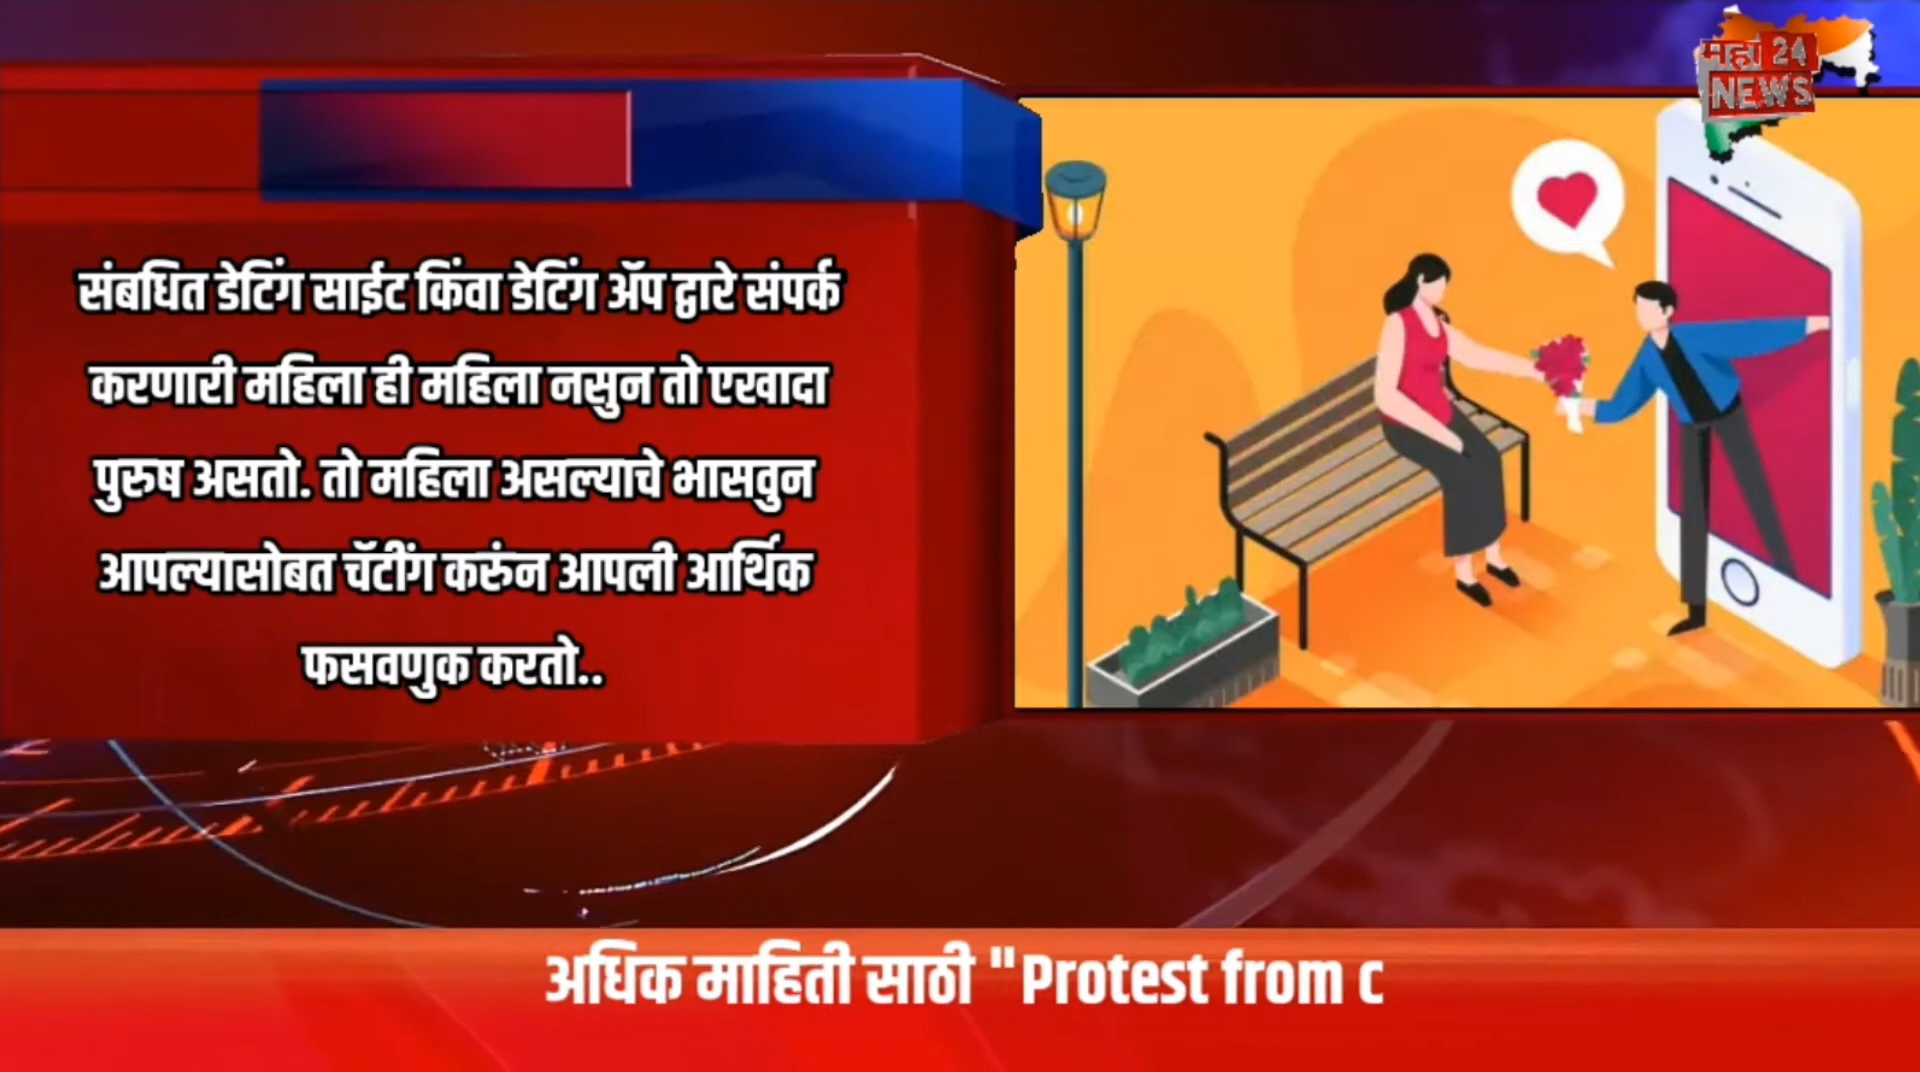 महा 24
NEWS
संबधित डेटिंग साईट किंवा डेटिंग ॲप द्वारे संपर्क
करणारी महिला ही महिला नसुन तो एखादा
पुरुष असतो. तो महिला असल्याचे भासवुन
आपल्यासोबत चॅटींग करुंन आपली आर्थिक
फसवणुक करतो..
अधिक माहिती साठी "Protest from c